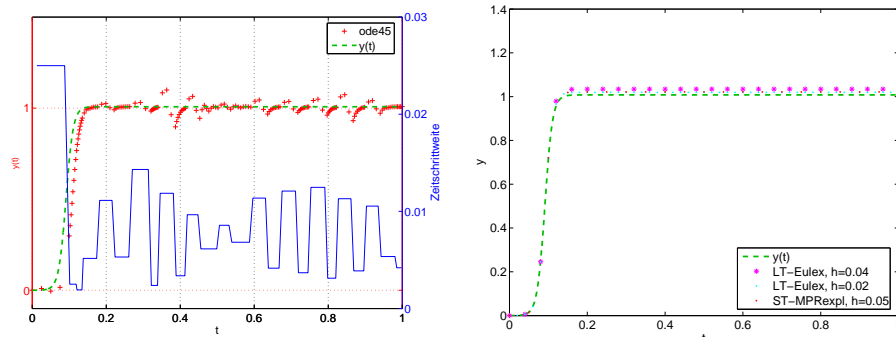 0.03
ode45
y(t)
1
0.02
y(t)
Zeitschrittweite
0.01
0
0
0
0.2
0.4
0.6
0.8
1
t
1.4
1.2
1
0.8
y
0.6
0.4
0.2
0
y(t)
LT-Eulex, h=0.04
LT-Eulex, h=0.02
ST-MPRexpl, h=0.05
0
0.2
0.4
0.6
0.8